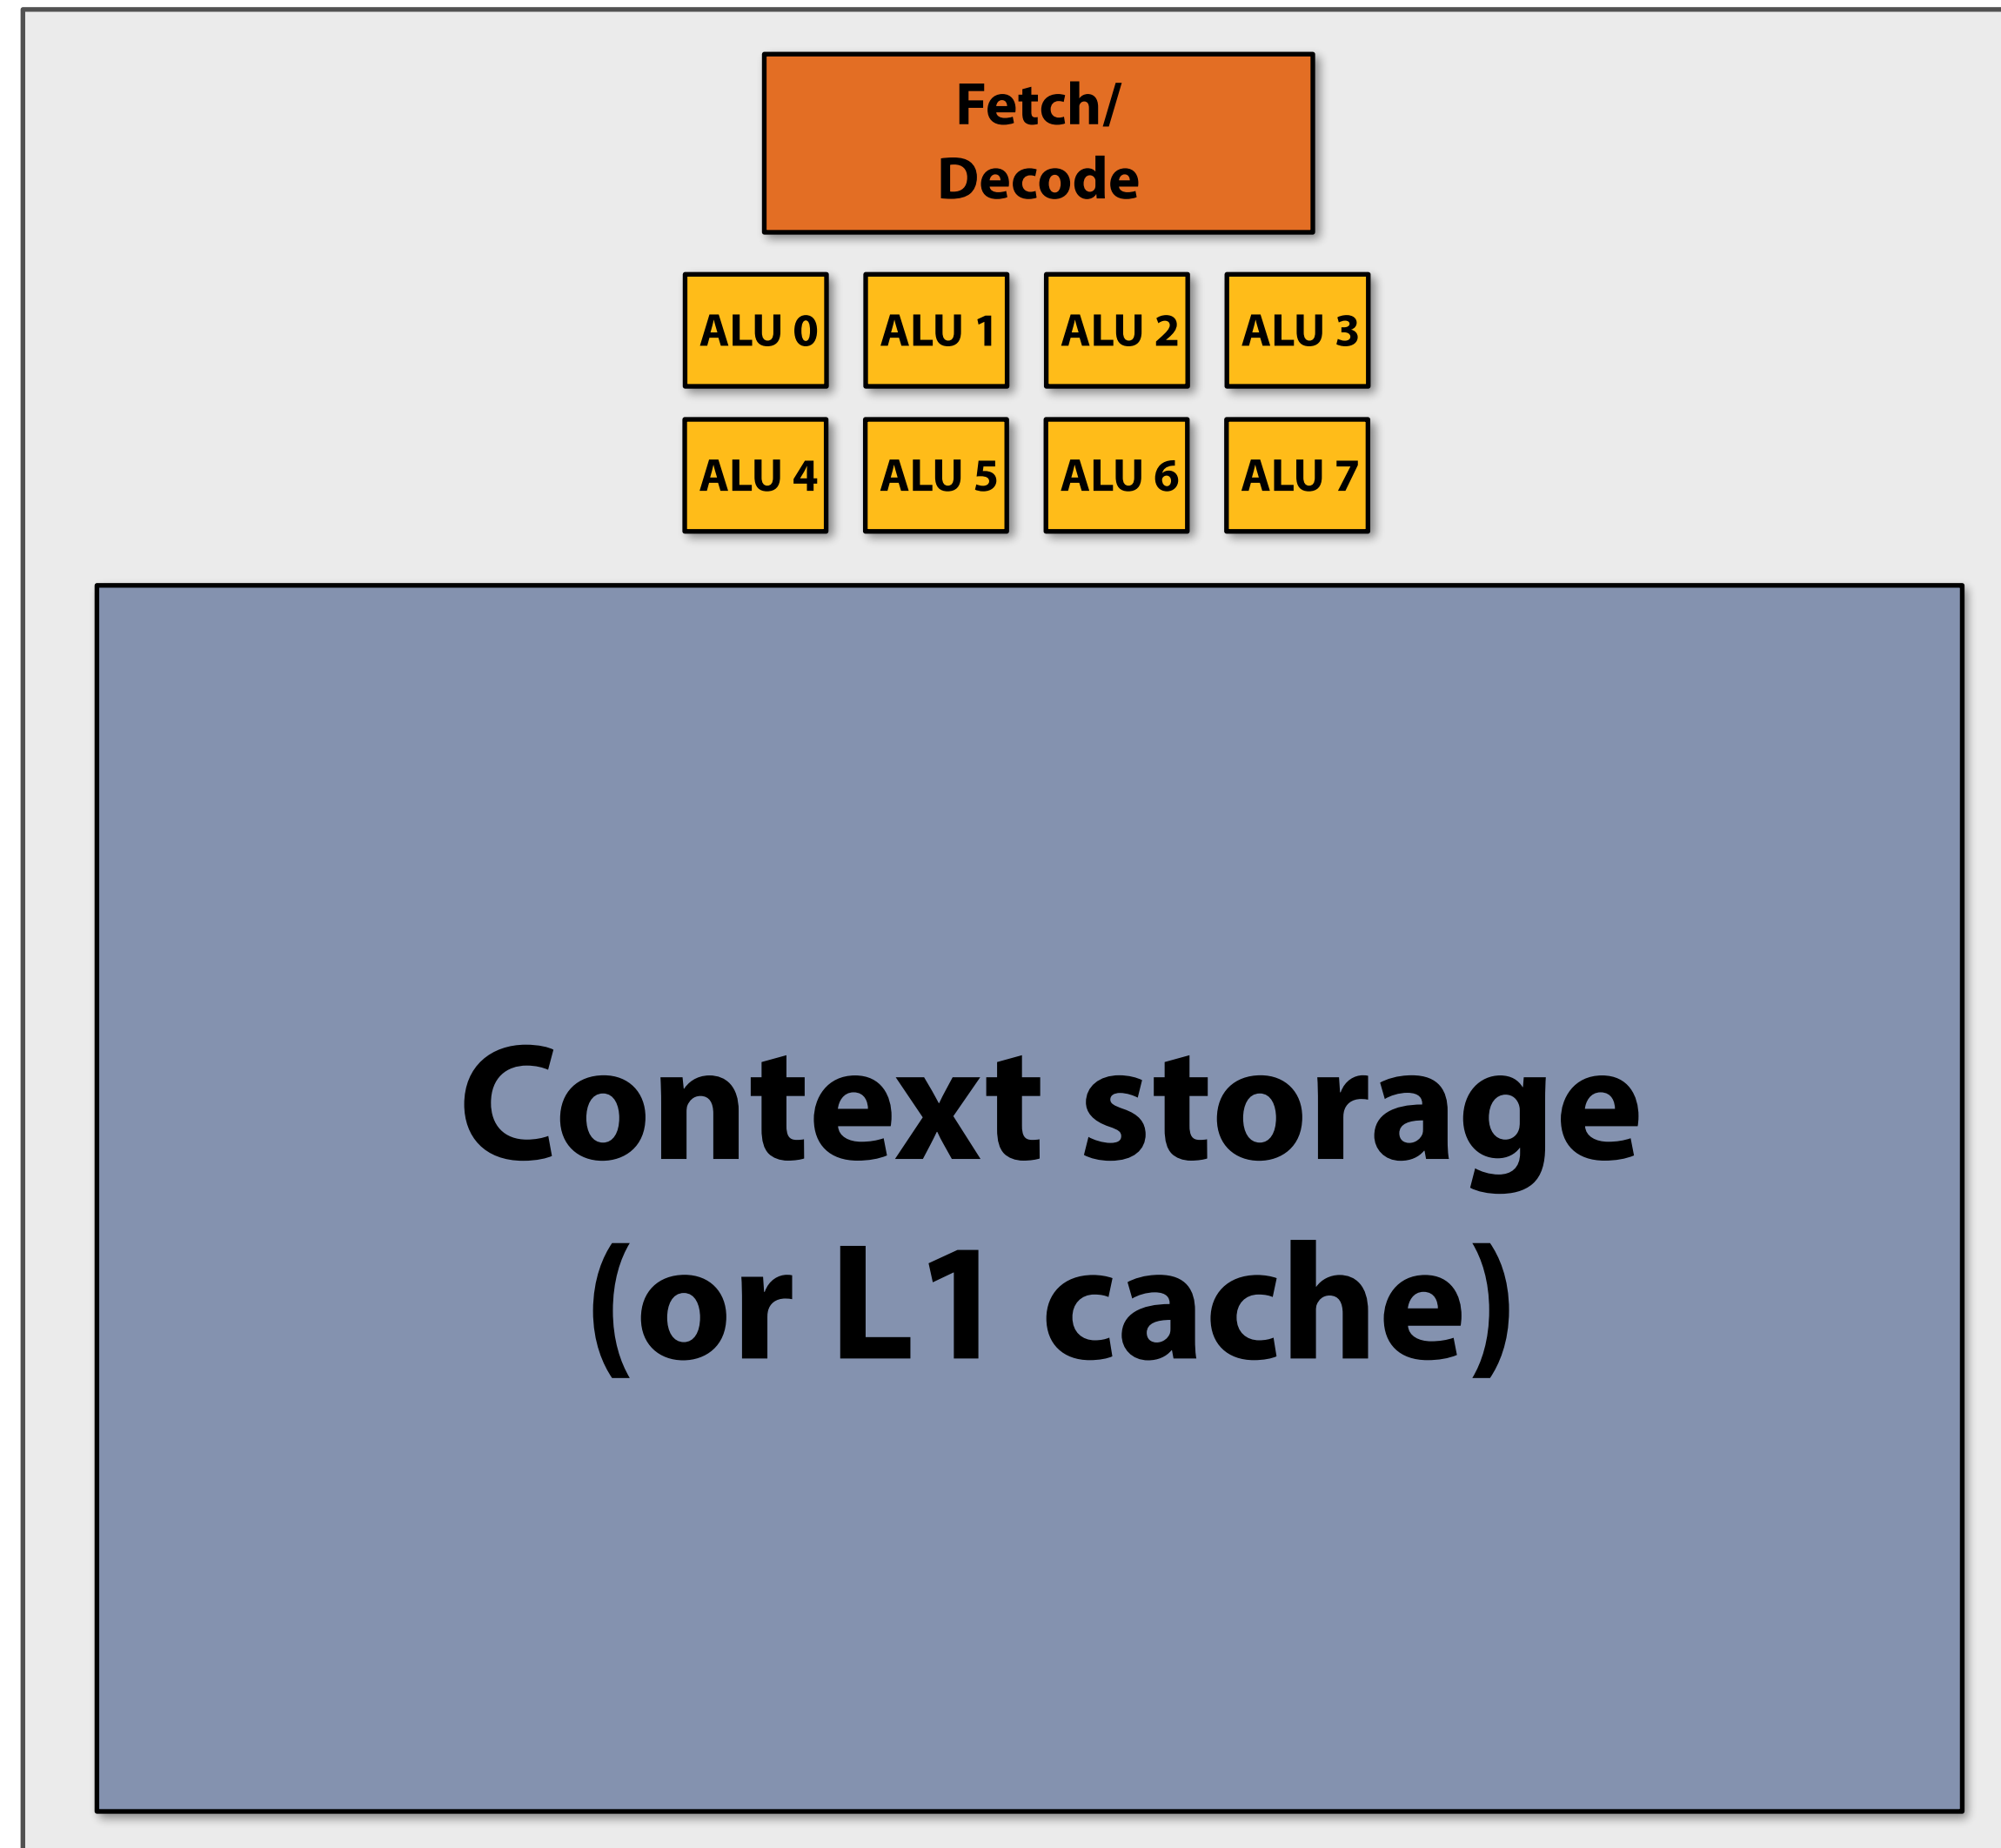 Fetch/
Decode
ALU 0 ALU 1 ALU 2 ALU 3
ALU 4 ALU 5 ALU 6 ALU 7
Context storage
(or L1 cache)